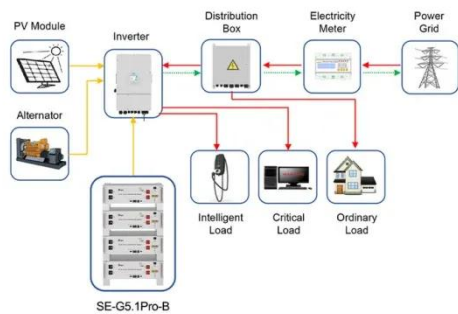 PV Module
Inverter
Distribution
Box
Electricity
Meter
Power
Grid
Alternator
Intelligent
Load
Critical
Load
Ordinary
Load
SE-G5.1Pro-B